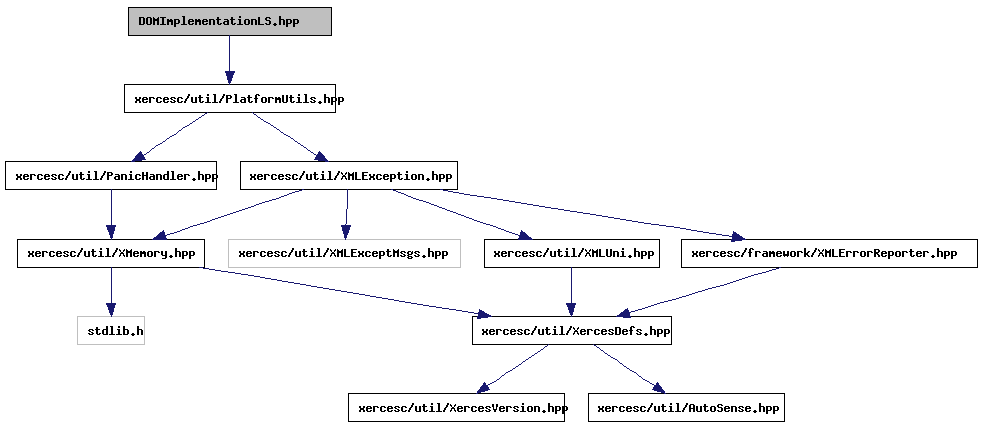 DOMImplementationLS.hpp
xercesc/util/PlatformUtils.hpp
xercesc/util/PanicHandler.hpp
xercesc/util/XMLException.hpp
xercesc/util/XMemory.hpp
xercesc/util/XMLExceptMsgs.hpp
xercesc/util/XMLUni.hpp
xercesc/framework/XMLErrorReporter.hpp
stdlib.h
xercesc/util/XercesDefs.hpp
xercesc/util/XercesVersion.hpp
xercesc/util/AutoSense.hpp